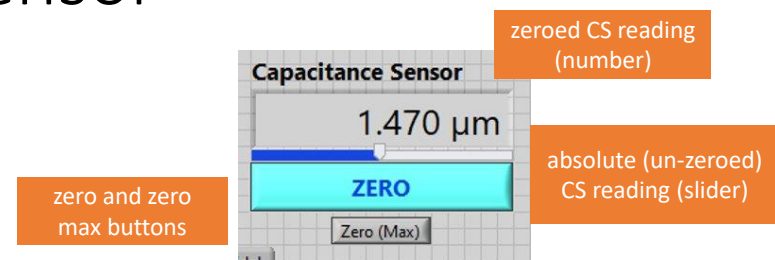 zeroed CS reading
(number)
Capacitance Sensor
1.470 µm
absolute (un-zeroed)
CS reading (slider)
ZERO
zero and zero
max buttons
Zero (Max)